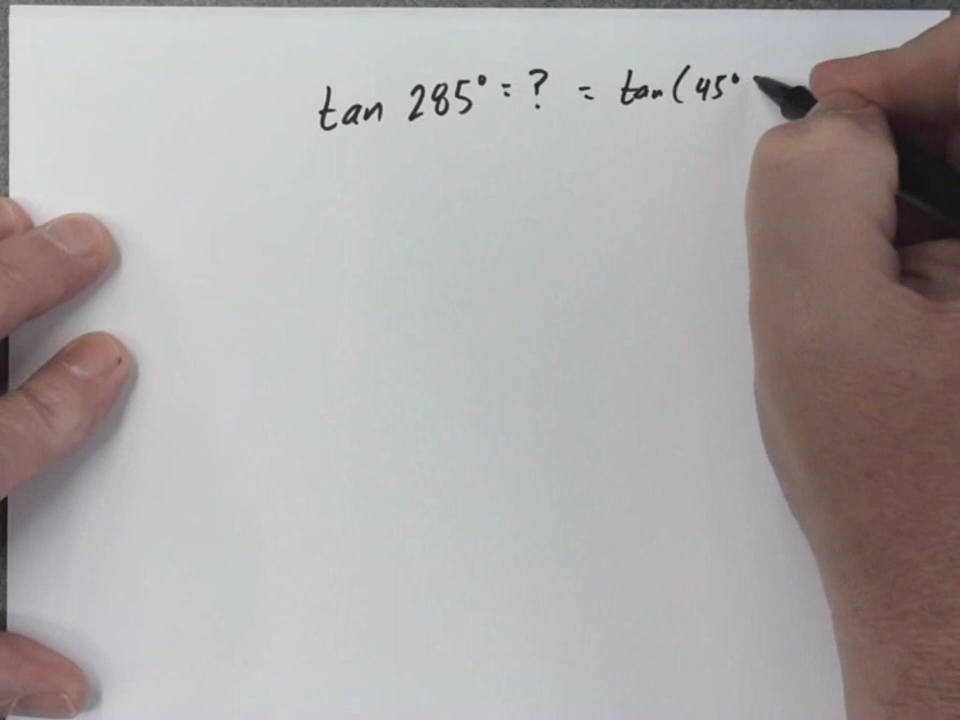 tan 285° = ? = tan(45°